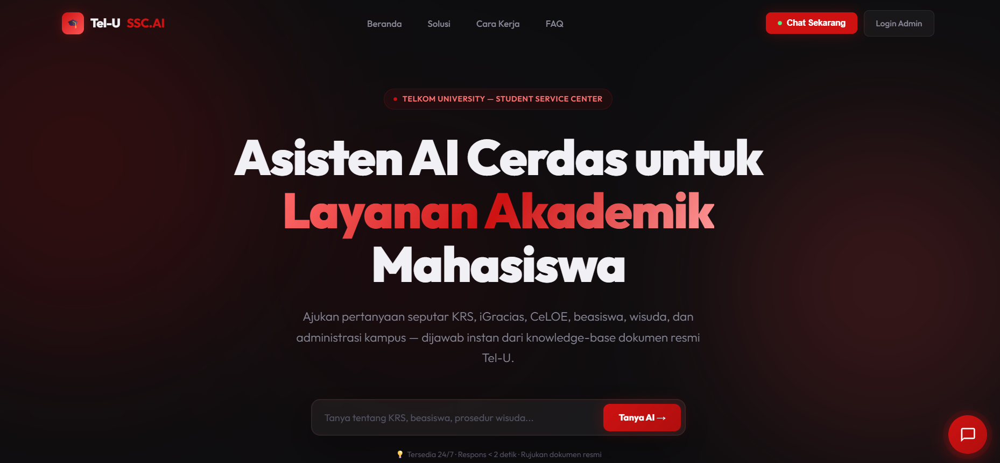 Tel-U SSC.AI
Beranda
Solusi
Cara Kerja
FAQ
Chat Sekarang
Login Admin
TELKOM UNIVERSITY — STUDENT SERVICE CENTER
Asisten AI Cerdas untuk
Layanan Akademik
Mahasiswa
Ajukan pertanyaan seputar KRS, iGracias, CeLOE, beasiswa, wisuda, dan
administrasi kampus — dijawab instan dari knowledge-base dokumen resmi
Tel-U.
Tanya tentang KRS, beasiswa, prosedur wisuda...
Tanya AI →
Tersedia 24/7 · Respons < 2 detik · Rujukan dokumen resmi